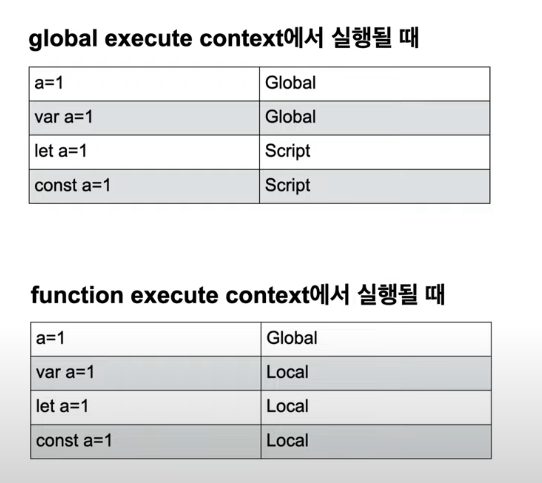 global execute context에서 실행될 때
a=1 Global
var a=1 Global
let a=1 Script
const a=1 Script
function execute context에서 실행될 때
a=1 Global
var a=1 Local
let a=1 Local
const a=1 Local